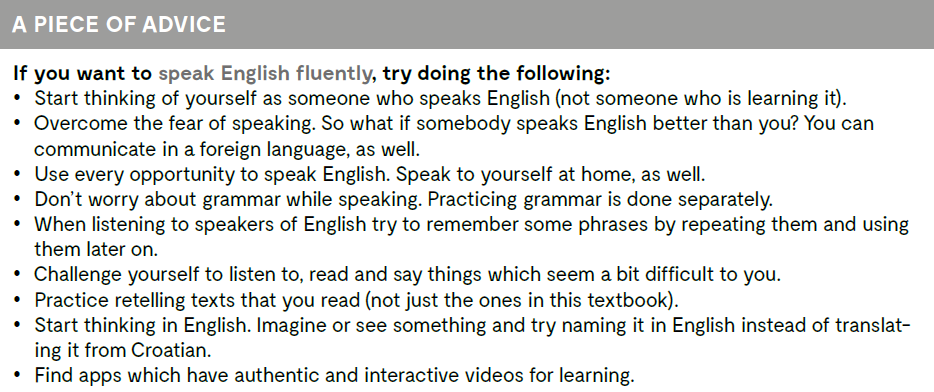 A PIECE OF ADVICE
If you want to speak English fluently, try doing the following:
• Start thinking of yourself as someone who speaks English (not someone who is learning it).
• Overcome the fear of speaking. So what if somebody speaks English better than you? You can
communicate in a foreign language, as well.
• Use every opportunity to speak English. Speak to yourself at home, as well.
• Don’t worry about grammar while speaking. Practicing grammar is done separately.
• When listening to speakers of English try to remember some phrases by repeating them and using
them later on.
• Challenge yourself to listen to, read and say things which seem a bit difficult to you.
• Practice retelling texts that you read (not just the ones in this textbook).
• Start thinking in English. Imagine or see something and try naming it in English instead of translat-
ing it from Croatian.
• Find apps which have authentic and interactive videos for learning.